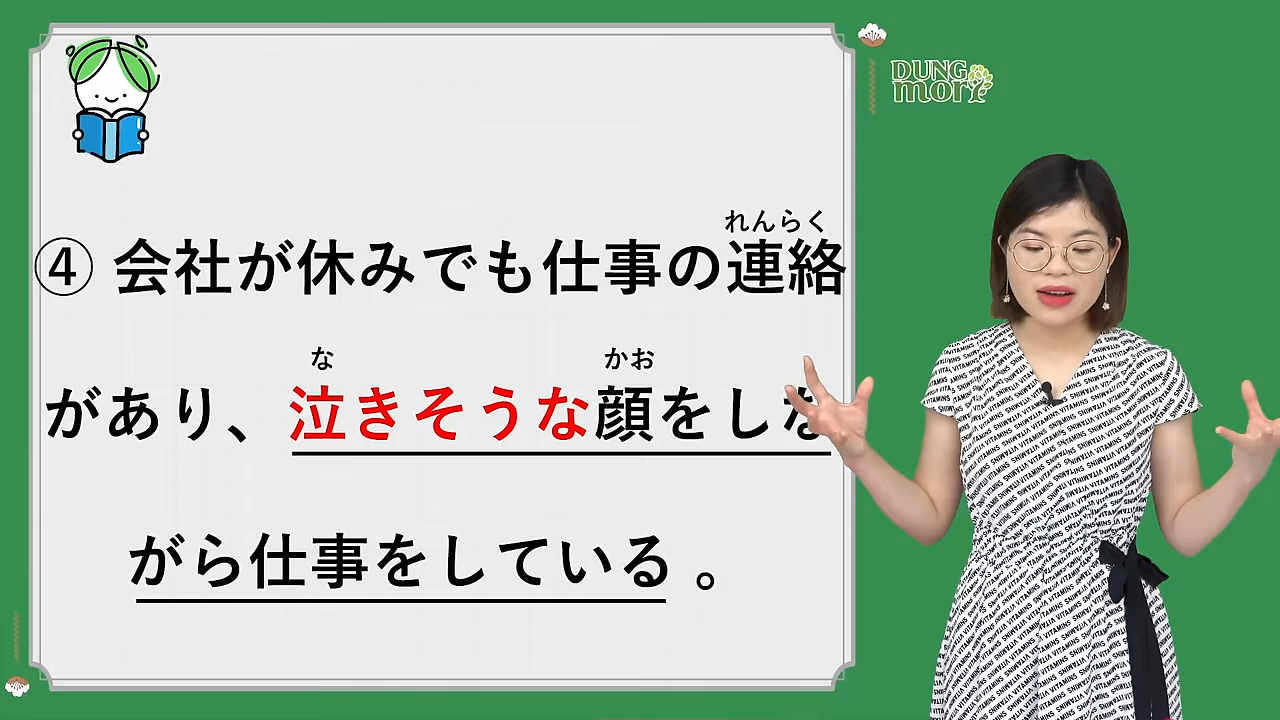 DUNG
mori
れんらく
④ 会社が休みでも仕事の連絡
な かお
があり、泣きそうな顔をしな
がら仕事をしている。